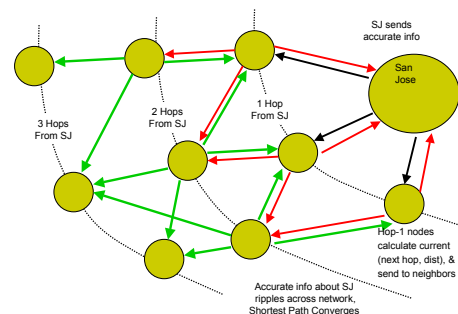 SJ sends
accurate info
San
Jose
1 Hop
From SJ
2 Hops
From SJ
3 Hops
From SJ
Hop-1 nodes
calculate current
(next hop, dist), &
send to neighbors
Accurate info about SJ
ripples across network,
Shortest Path Converges